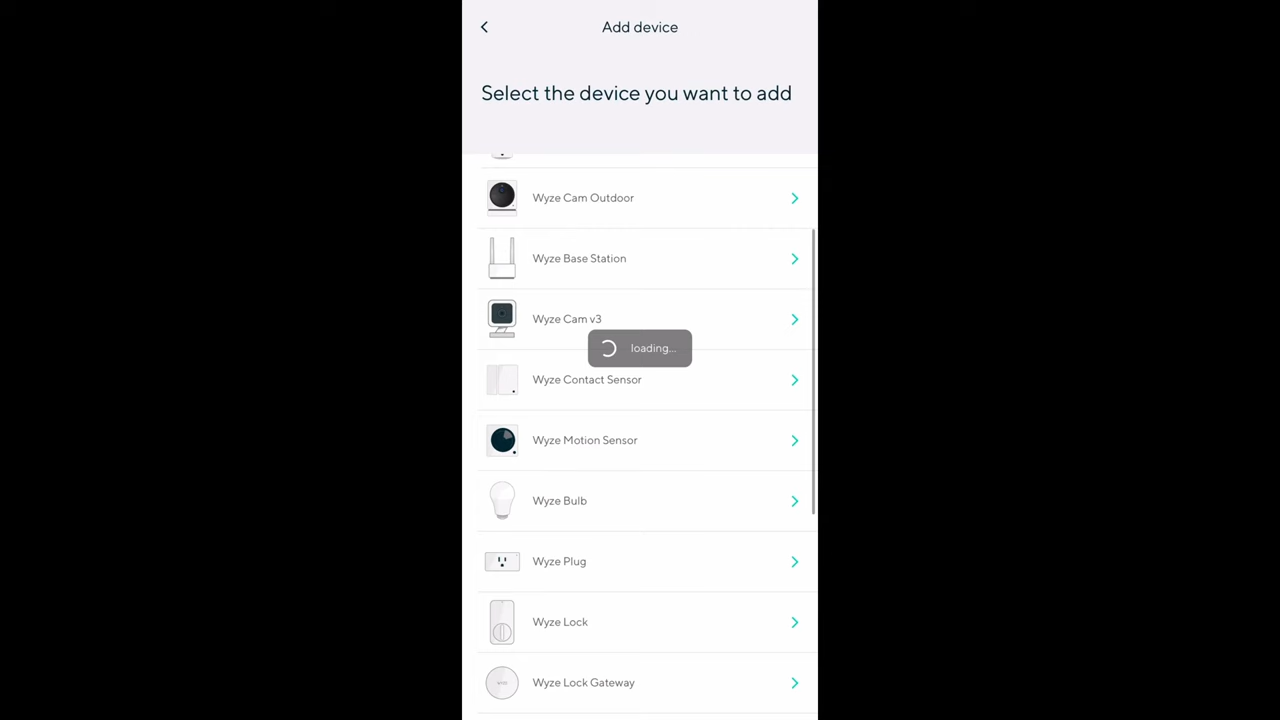 Add device
Select the device you want to add
Wyze Cam Outdoor
Wyze Base Station
Wyze Cam v3
loading...
Wyze Contact Sensor
Wyze Motion Sensor
Wyze Bulb
Wyze Plug
Wyze Lock
Wyze Lock Gateway